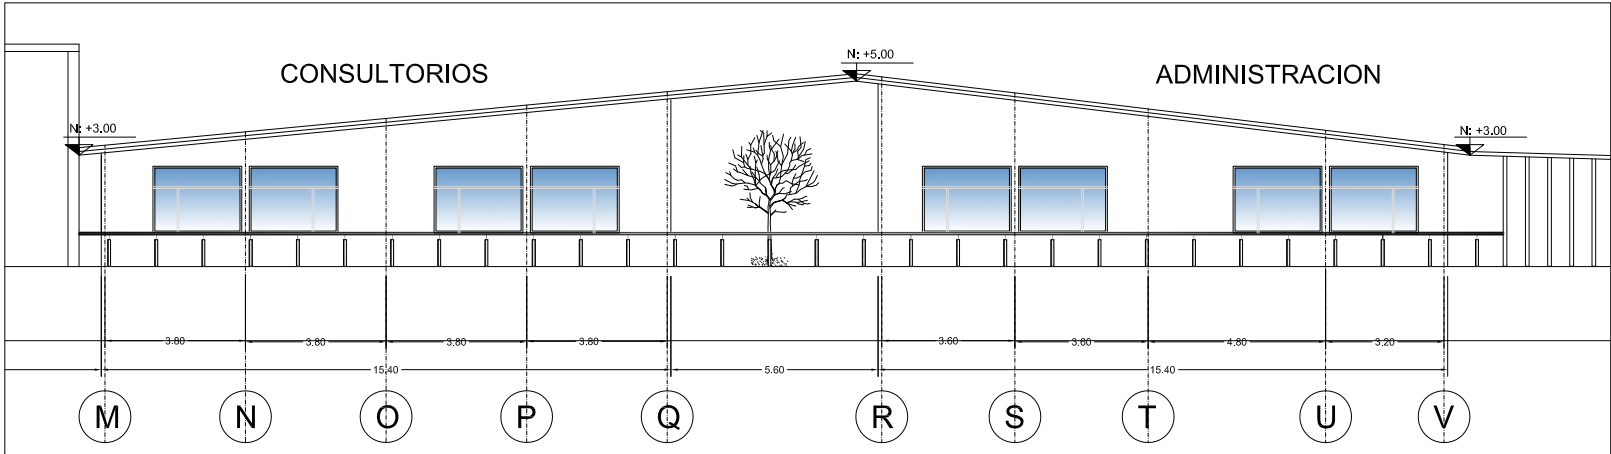 N: +5.00
CONSULTORIOS
ADMINISTRACION
N: +3.00
N: +3.00
3.80
3.80
3.80
3.80
3.60
3.60
4.80
3.20
15.40
5.60
15.40
M N O P Q R S T U V